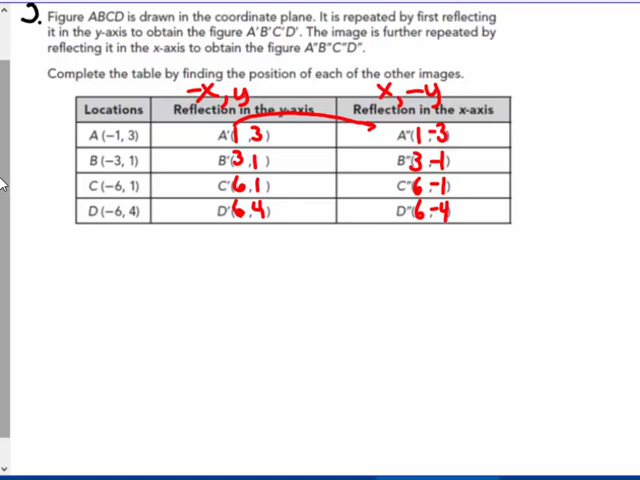 5. Figure ABCD is drawn in the coordinate plane. It is repeated by first reflecting
it in the y-axis to obtain the figure A'B'C'D'. The image is further repeated by
reflecting it in the x-axis to obtain the figure A"B"C"D".
Complete the table by finding the position of each of the other images.
-x, y x, -y
Locations Reflection in the y-axis Reflection in the x-axis
A (−1, 3) A'(1, 3) A"(1, -3)
B (−3, 1) B'(3, 1) B"(3, -1)
C (−6, 1) C'(6, 1) C"(6, -1)
D (−6, 4) D'(6, 4) D"(6, -4)